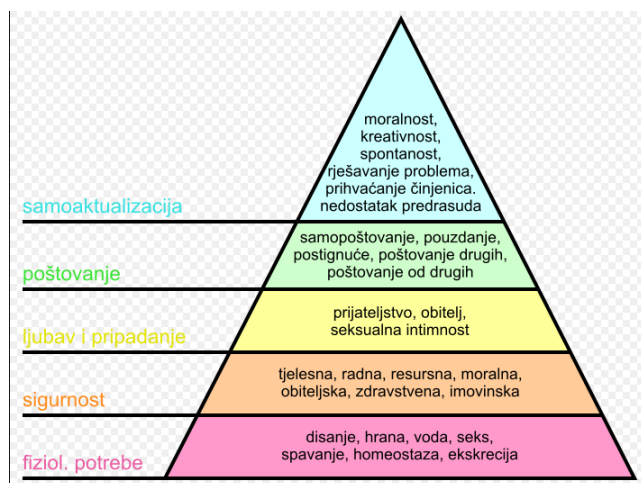 moralnost,
kreativnost,
spontanost,
rješavanje problema,
prihvaćanje činjenica.
nedostatak predrasuda
samoaktualizacija
samopoštovanje, pouzdanje,
postignuće, poštovanje drugih,
poštovanje od drugih
poštovanje
prijateljstvo, obitelj,
seksualna intimnost
ljubav i pripadanje
tjelesna, radna, resursna, moralna,
obiteljska, zdravstvena, imovinska
sigurnost
disanje, hrana, voda, seks,
spavanje, homeostaza, ekskrecija
fiziol. potrebe